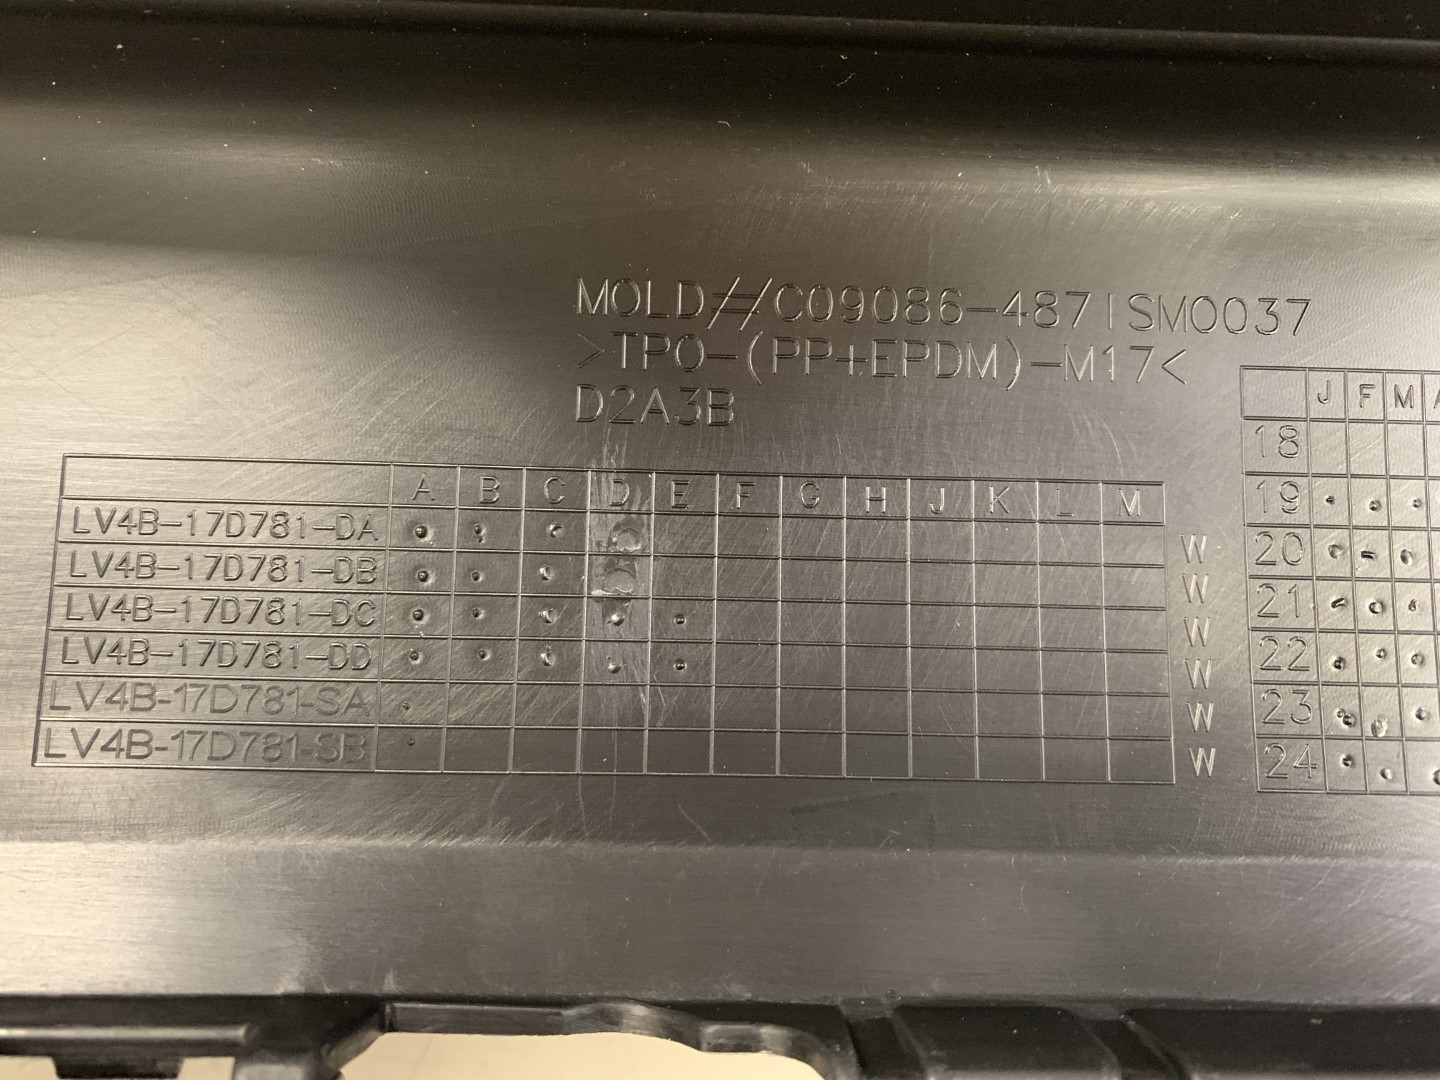 MOLD//C09086-4871SM0037
>TPO-(PP+EPDM)-M17<
D2A3B
A B C D E F G H J K L M
LV4B-17D781-DA W
LV4B-17D781-DB W
LV4B-17D781-DC W
LV4B-17D781-DD W
LV4B-17D781-SA W
LV4B-17D781-SB W
J F M
18
19
20
21
22
23
24